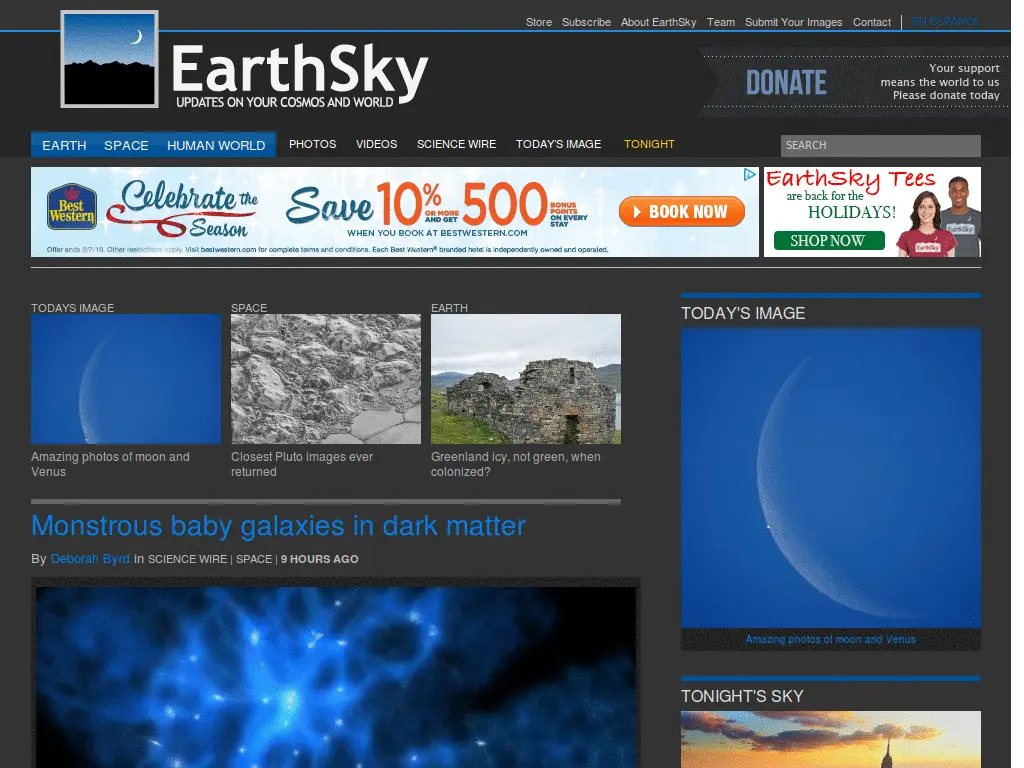 Store Subscribe About EarthSky Team Submit Your Images Contact EN ESPAÑOL
EarthSky
UPDATES ON YOUR COSMOS AND WORLD
DONATE
Your support
means the world to us
Please donate today
EARTH SPACE HUMAN WORLD PHOTOS VIDEOS SCIENCE WIRE TODAY'S IMAGE TONIGHT
SEARCH
Best
Western
Celebrate the
Season
Save 10% OR MORE AND GET 500 BONUS POINTS ON EVERY STAY
WHEN YOU BOOK AT BESTWESTERN.COM
BOOK NOW
Offer ends 2/7/16. Other restrictions apply. Visit bestwestern.com for complete terms and conditions. Each Best Western® branded hotel is independently owned and operated.
EarthSky Tees
are back for the
HOLIDAYS!
SHOP NOW
EarthSky
EarthSky
TODAYS IMAGE
Amazing photos of moon and
Venus
SPACE
Closest Pluto images ever
returned
EARTH
Greenland icy, not green, when
colonized?
Monstrous baby galaxies in dark matter
By Deborah Byrd in SCIENCE WIRE | SPACE | 9 HOURS AGO
TODAY'S IMAGE
Amazing photos of moon and Venus
TONIGHT'S SKY